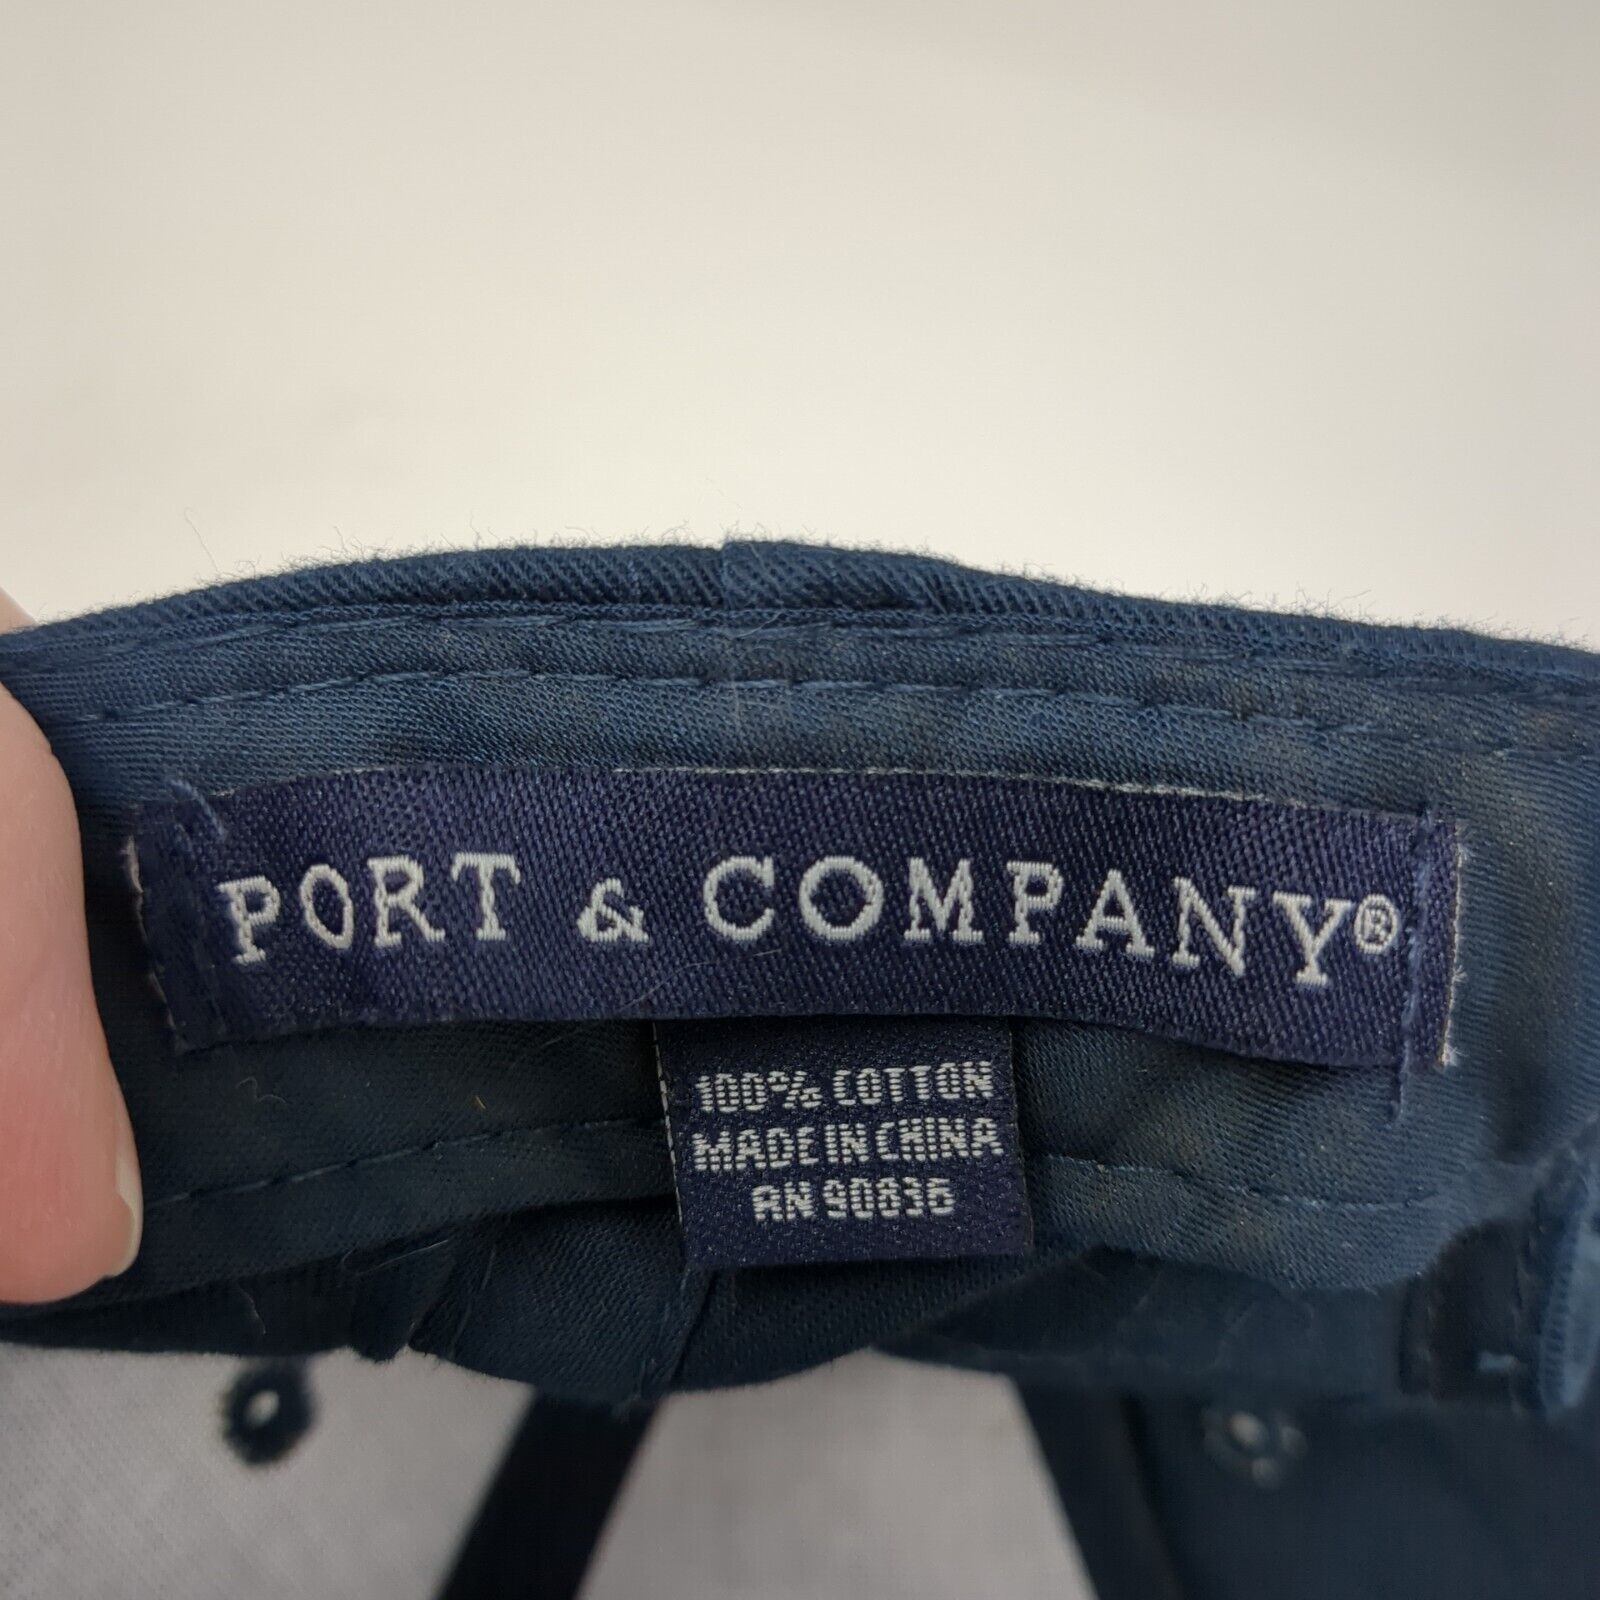 PORT & COMPANY®
100% COTTON
MADE IN CHINA
RN 90836